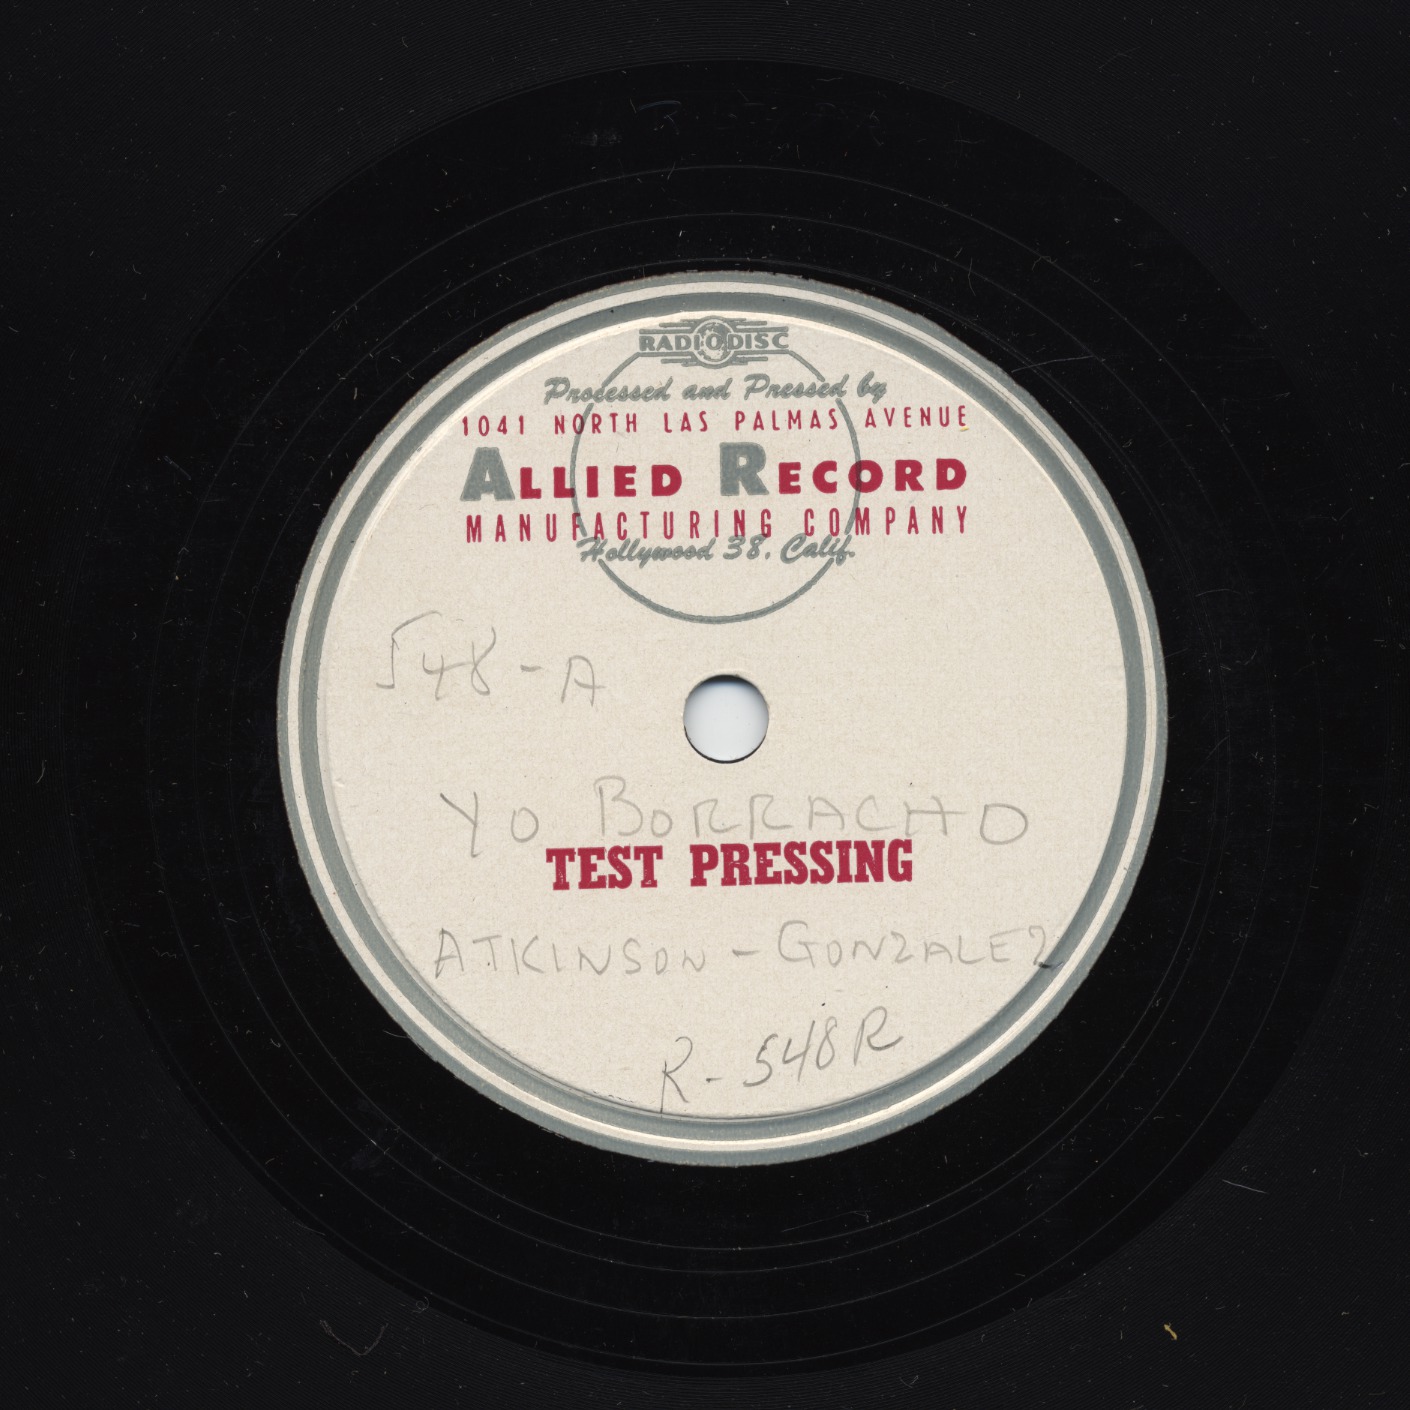 RADIODISC
Processed and Pressed by
1041 NORTH LAS PALMAS AVENUE
ALLIED RECORD
MANUFACTURING COMPANY
Hollywood 38, Calif.
548-A
YO BORRACHO
TEST PRESSING
ATKINSON - GONZALEZ
R-548R